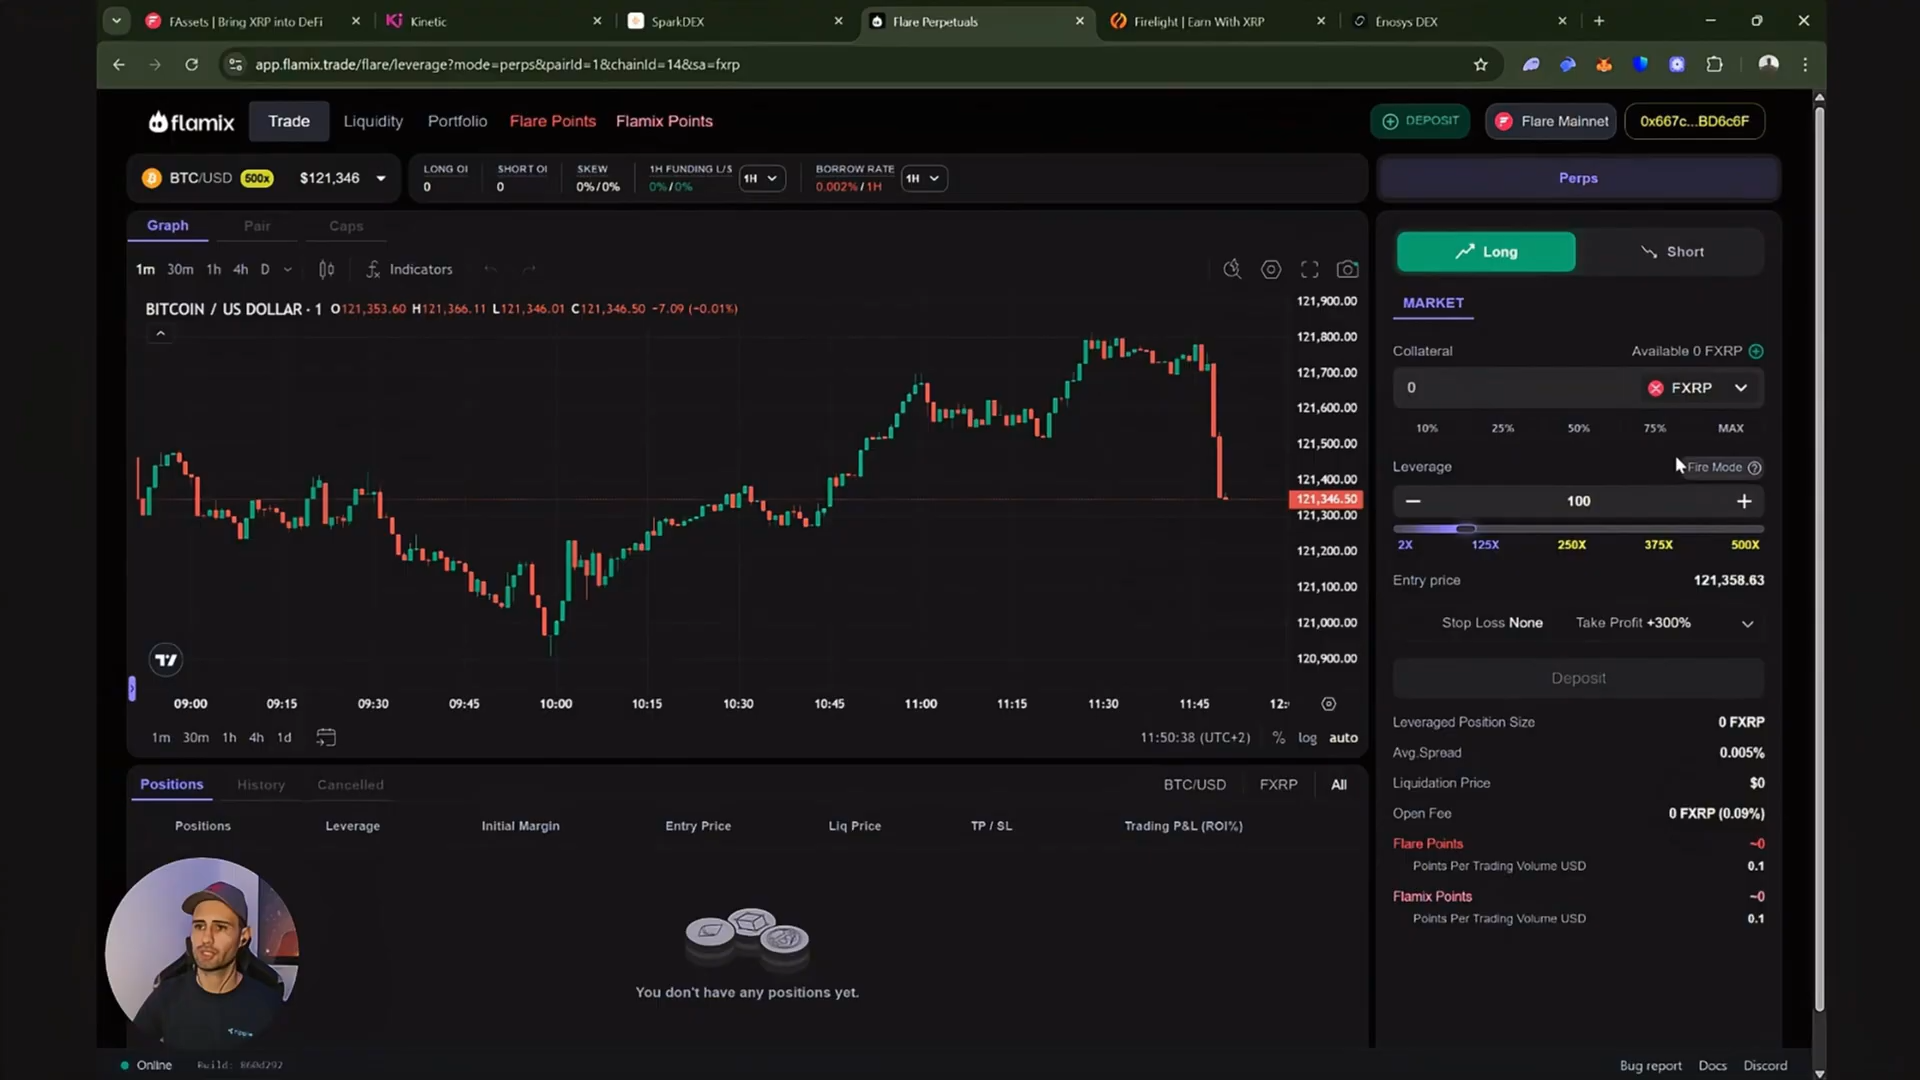 FAssets | Bring XRP into DeFi
Kinetic
SparkDEX
Flare Perpetuals
Firelight | Earn With XRP
Enosys DEX
app.flamix.trade/flare/leverage?mode=perps&pairId=1&chainId=14&sa=fxrp
flamix
Trade
Liquidity
Portfolio
Flare Points
Flamix Points
DEPOSIT
Flare Mainnet
0x667c...BD6c6F
BTC/USD 500x $121,346
LONG OI
0
SHORT OI
0
SKEW
0%/0%
1H FUNDING L/S
0%/0%
1H
BORROW RATE
0.002% / 1H
1H
Perps
Graph
Pair
Caps
1m 30m 1h 4h D
Indicators
BITCOIN / US DOLLAR · 1 O121,353.60 H121,366.11 L121,346.01 C121,346.50 -7.09 (-0.01%)
121,900.00
121,800.00
121,700.00
121,600.00
121,500.00
121,400.00
121,346.50
121,300.00
121,200.00
121,100.00
121,000.00
120,900.00
09:00 09:15 09:30 09:45 10:00 10:15 10:30 10:45 11:00 11:15 11:30 11:45 12:
1m 30m 1h 4h 1d
11:50:38 (UTC+2) % log auto
Long
Short
MARKET
Collateral
Available 0 FXRP
0
FXRP
10% 25% 50% 75% MAX
Leverage
Fire Mode
100
2X 125X 250X 375X 500X
Entry price 121,358.63
Stop Loss None Take Profit +300%
Deposit
Leveraged Position Size 0 FXRP
Avg.Spread 0.005%
Liquidation Price $0
Open Fee 0 FXRP (0.09%)
Flare Points ~0
Points Per Trading Volume USD 0.1
Flamix Points ~0
Points Per Trading Volume USD 0.1
Positions
History
Cancelled
BTC/USD
FXRP
All
Positions Leverage Initial Margin Entry Price Liq Price TP / SL Trading P&L (ROI%)
You don't have any positions yet.
Online
Build: 860d292
Bug report
Docs
Discord